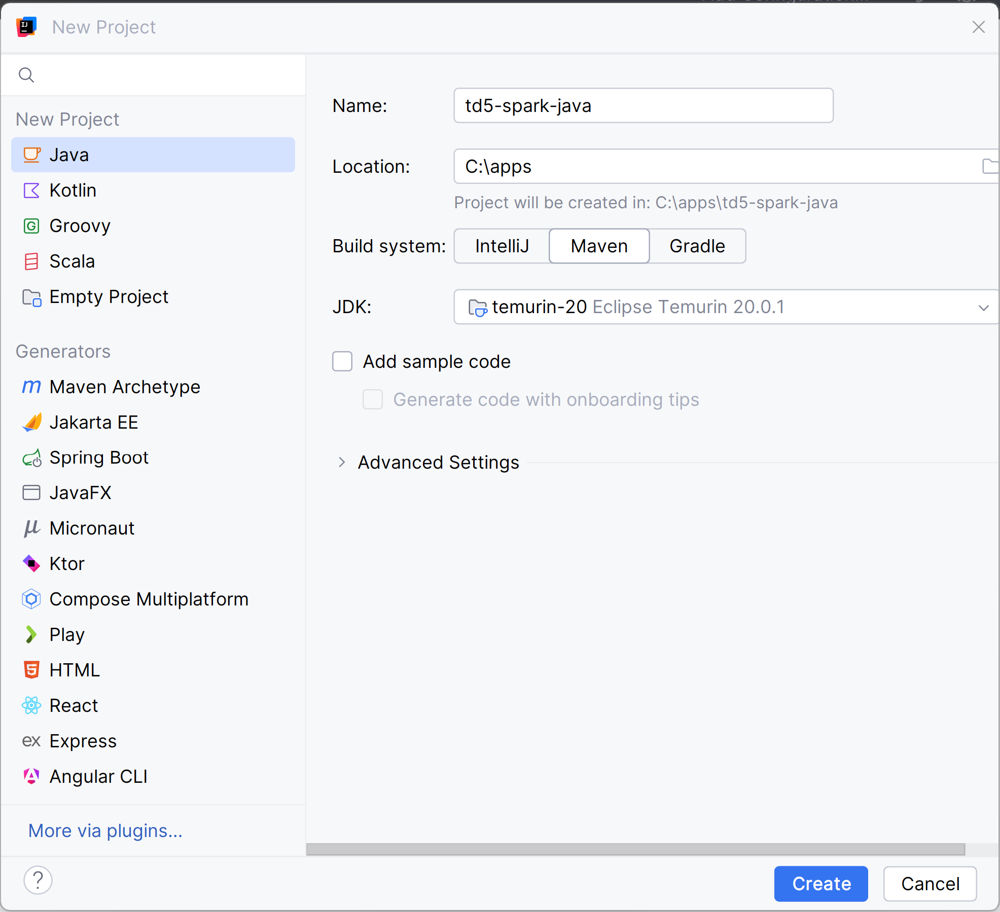 New Project
New Project
Java
Kotlin
Groovy
Scala
Empty Project
Generators
Maven Archetype
Jakarta EE
Spring Boot
JavaFX
Micronaut
Ktor
Compose Multiplatform
Play
HTML
React
Express
Angular CLI
More via plugins...
Name: td5-spark-java
Location: C:\apps
Project will be created in: C:\apps\td5-spark-java
Build system: IntelliJ Maven Gradle
JDK: temurin-20 Eclipse Temurin 20.0.1
Add sample code
Generate code with onboarding tips
Advanced Settings
? Create Cancel